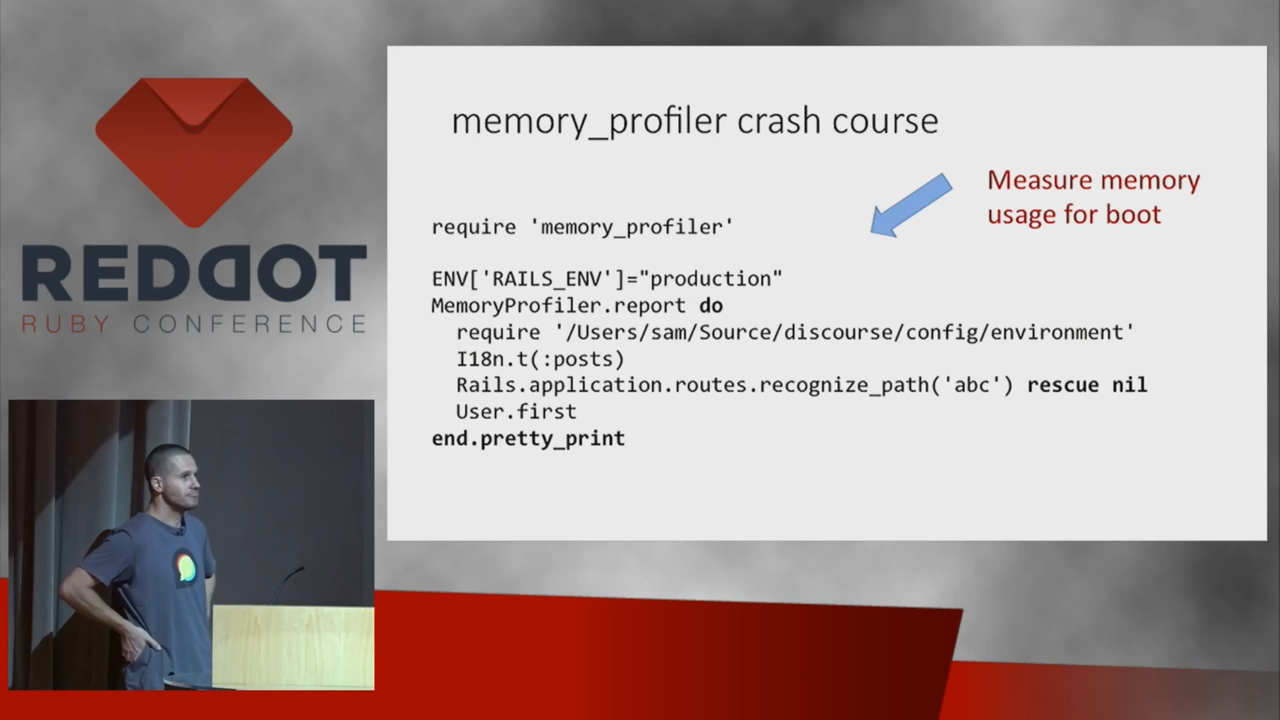 REDDOT
RUBY CONFERENCE
memory_profiler crash course
Measure memory
usage for boot
require 'memory_profiler'
ENV['RAILS_ENV']="production"
MemoryProfiler.report do
require '/Users/sam/Source/discourse/config/environment'
I18n.t(:posts)
Rails.application.routes.recognize_path('abc') rescue nil
User.first
end.pretty_print